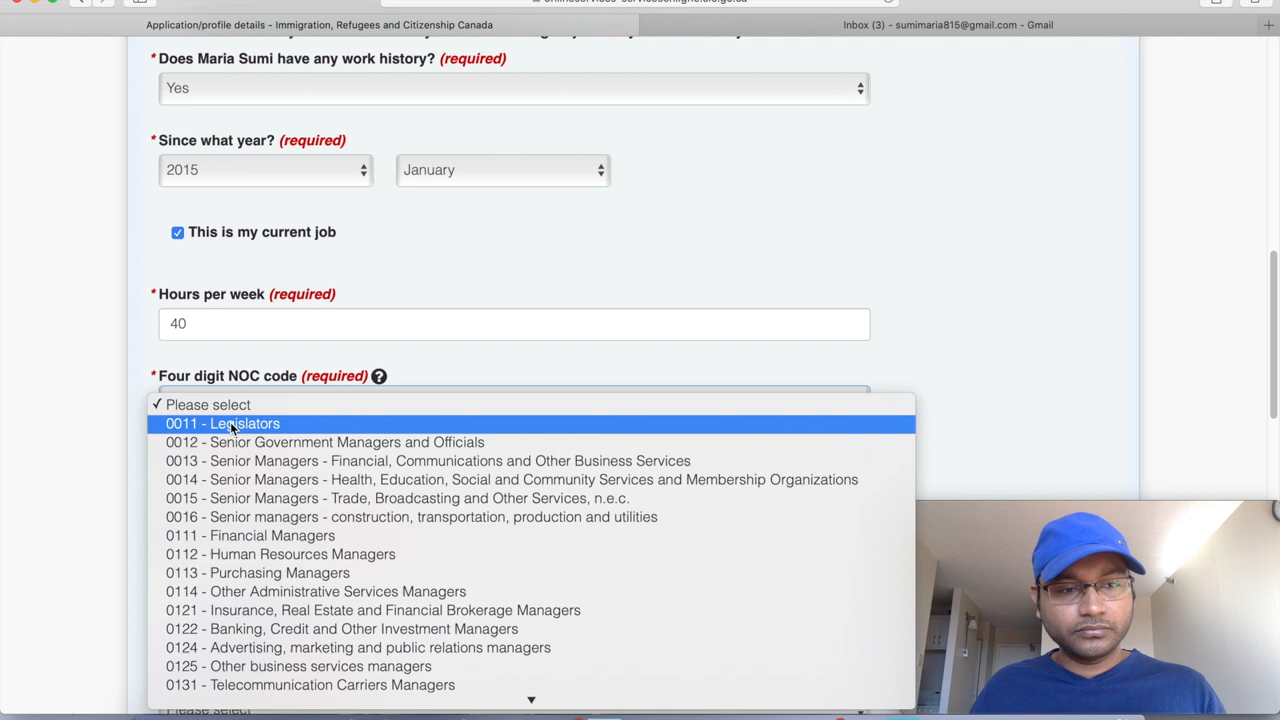 Application/profile details - Immigration, Refugees and Citizenship Canada
Inbox (3) - sumimaria815@gmail.com - Gmail
* Does Maria Sumi have any work history? (required)
Yes
* Since what year? (required)
2015 January
This is my current job
* Hours per week (required)
40
* Four digit NOC code (required) ?
✓ Please select
0011 - Legislators
0012 - Senior Government Managers and Officials
0013 - Senior Managers - Financial, Communications and Other Business Services
0014 - Senior Managers - Health, Education, Social and Community Services and Membership Organizations
0015 - Senior Managers - Trade, Broadcasting and Other Services, n.e.c.
0016 - Senior managers - construction, transportation, production and utilities
0111 - Financial Managers
0112 - Human Resources Managers
0113 - Purchasing Managers
0114 - Other Administrative Services Managers
0121 - Insurance, Real Estate and Financial Brokerage Managers
0122 - Banking, Credit and Other Investment Managers
0124 - Advertising, marketing and public relations managers
0125 - Other business services managers
0131 - Telecommunication Carriers Managers
Please select